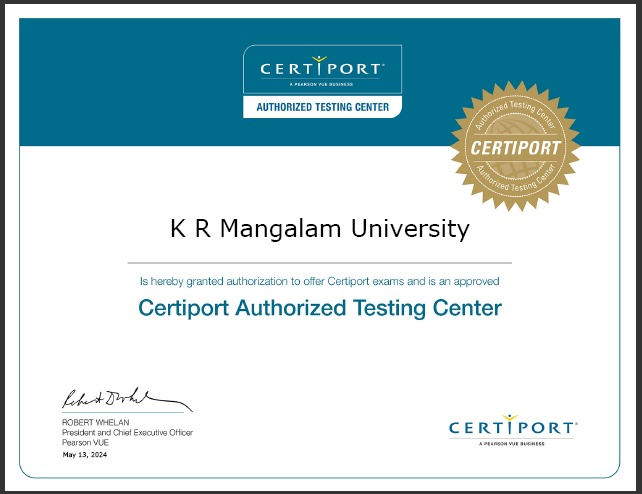 CERTIPORT®
A PEARSON VUE BUSINESS
AUTHORIZED TESTING CENTER
Authorized Testing Center
CERTIPORT
Authorized Testing Center
K R Mangalam University
Is hereby granted authorization to offer Certiport exams and is an approved
Certiport Authorized Testing Center
Robert D Whelan
ROBERT WHELAN
President and Chief Executive Officer
Pearson VUE
May 13, 2024
CERTIPORT®
A PEARSON VUE BUSINESS